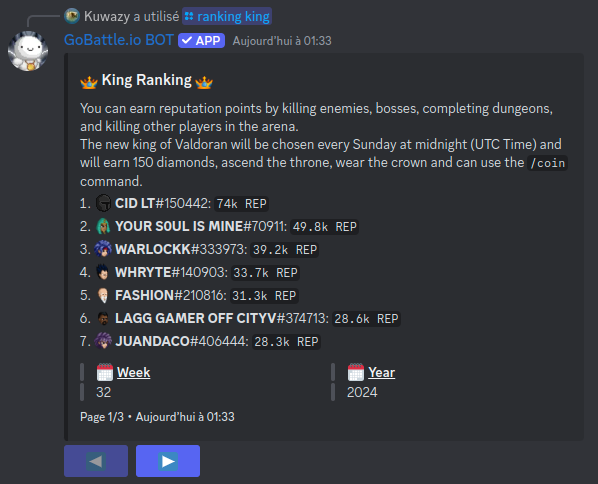 Kuwazy a utilisé ranking king
GoBattle.io BOT ✓ APP Aujourd'hui à 01:33
King Ranking
You can earn reputation points by killing enemies, bosses, completing dungeons,
and killing other players in the arena.
The new king of Valdoran will be chosen every Sunday at midnight (UTC Time) and
will earn 150 diamonds, ascend the throne, wear the crown and can use the /coin
command.
1. CID LT#150442: 74k REP
2. YOUR S0UL IS MINE#70911: 49.8k REP
3. WARLOCKK#333973: 39.2k REP
4. WHRYTE#140903: 33.7k REP
5. FASHION#210816: 31.3k REP
6. LAGG GAMER OFF CITYV#374713: 28.6k REP
7. JUANDACO#406444: 28.3k REP
Week Year
32 2024
Page 1/3 • Aujourd'hui à 01:33